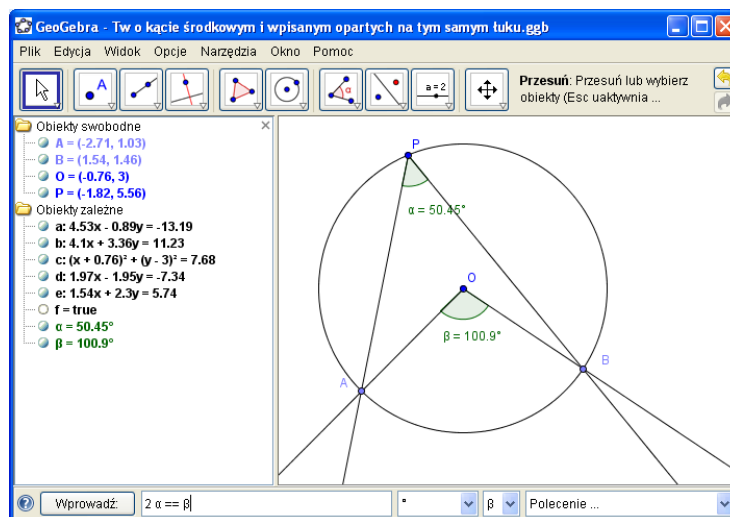 GeoGebra - Tw o kącie środkowym i wpisanym opartych na tym samym łuku.ggb
Plik Edycja Widok Opcje Narzędzia Okno Pomoc
A
α
a = 2
Przesuń: Przesuń lub wybierz
obiekty (Esc uaktywnia ...
Obiekty swobodne
A = (-2.71, 1.03)
B = (1.54, 1.46)
O = (-0.76, 3)
P = (-1.82, 5.56)
Obiekty zależne
a: 4.53x - 0.89y = -13.19
b: 4.1x + 3.36y = 11.23
c: (x + 0.76)² + (y - 3)² = 7.68
d: 1.97x - 1.95y = -7.34
e: 1.54x + 2.3y = 5.74
f = true
α = 50.45°
β = 100.9°
P
α = 50.45°
O
β = 100.9°
A
B
Wprowadź: 2 α == β ° β Polecenie ...